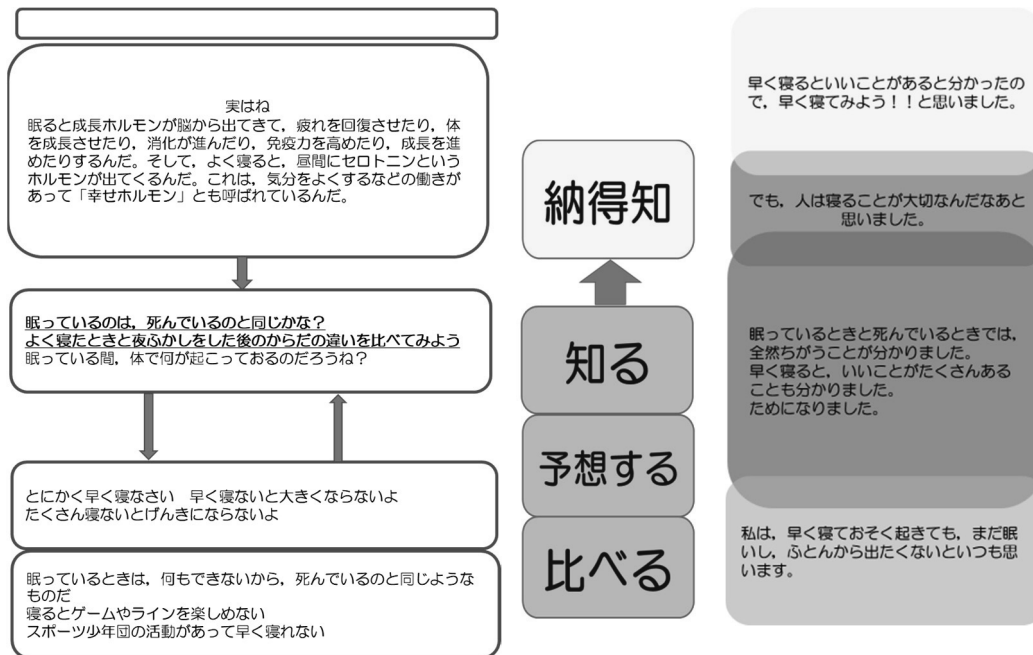 実はね
眠ると成長ホルモンが脳から出てきて，疲れを回復させたり，体
を成長させたり，消化が進んだり，免疫力を高めたり，成長を進
めたりするんだ。そして，よく寝ると，昼間にセロトニンという
ホルモンが出てくるんだ。これは，気分をよくするなどの働きが
あって「幸せホルモン」とも呼ばれているんだ。
眠っているのは，死んでいるのと同じかな？
よく寝たときと夜ふかしをした後のからだの違いを比べてみよう
眠っている間，体で何が起こっておるのだろうね？
とにかく早く寝なさい　早く寝ないと大きくならないよ
たくさん寝ないとげんきにならないよ
眠っているときは，何もできないから，死んでいるのと同じような
ものだ
寝るとゲームやラインを楽しめない
スポーツ少年団の活動があって早く寝れない
納得知
知る
予想する
比べる
早く寝るといいことがあると分かったの
で，早く寝てみよう！！と思いました。
でも，人は寝ることが大切なんだなあと
思いました。
眠っているときと死んでいるときでは，
全然ちがうことが分かりました。
早く寝ると，いいことがたくさんある
ことも分かりました。
ためになりました。
私は，早く寝ておそく起きても，まだ眠
いし，ふとんから出たくないといつも思
います。